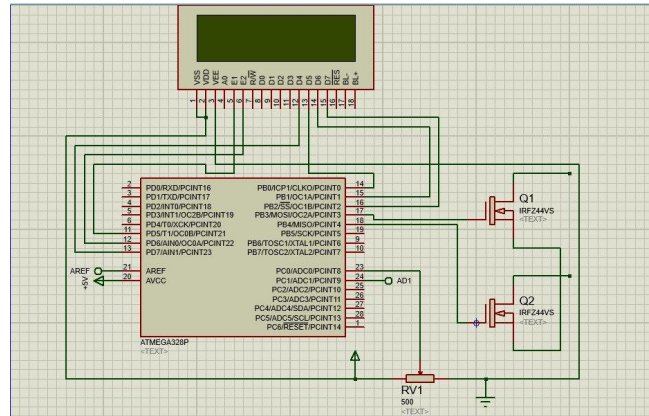 VSS VDD VEE A0 E1 E2 R/W D0 D1 D2 D3 D4 D5 D6 D7 RES BL- BL+
1 2 3 4 5 6 7 8 9 10 11 12 13 14 15 16 17 18
2 PD0/RXD/PCINT16 PB0/ICP1/CLKO/PCINT0 14
3 PD1/TXD/PCINT17 PB1/OC1A/PCINT1 15
4 PD2/INT0/PCINT18 PB2/SS/OC1B/PCINT2 16
5 PD3/INT1/OC2B/PCINT19 PB3/MOSI/OC2A/PCINT3 17
6 PD4/T0/XCK/PCINT20 PB4/MISO/PCINT4 18
11 PD5/T1/OC0B/PCINT21 PB5/SCK/PCINT5 19
12 PD6/AIN0/OC0A/PCINT22 PB6/TOSC1/XTAL1/PCINT6 9
13 PD7/AIN1/PCINT23 PB7/TOSC2/XTAL2/PCINT7 10
AREF 21 AREF PC0/ADC0/PCINT8 23
+5V 20 AVCC PC1/ADC1/PCINT9 24 AD1
PC2/ADC2/PCINT10 25
PC3/ADC3/PCINT11 26
PC4/ADC4/SDA/PCINT12 27
PC5/ADC5/SCL/PCINT13 28
PC6/RESET/PCINT14 1
ATMEGA328P
<TEXT>
Q1
IRFZ44VS
<TEXT>
Q2
IRFZ44VS
<TEXT>
RV1
500
<TEXT>